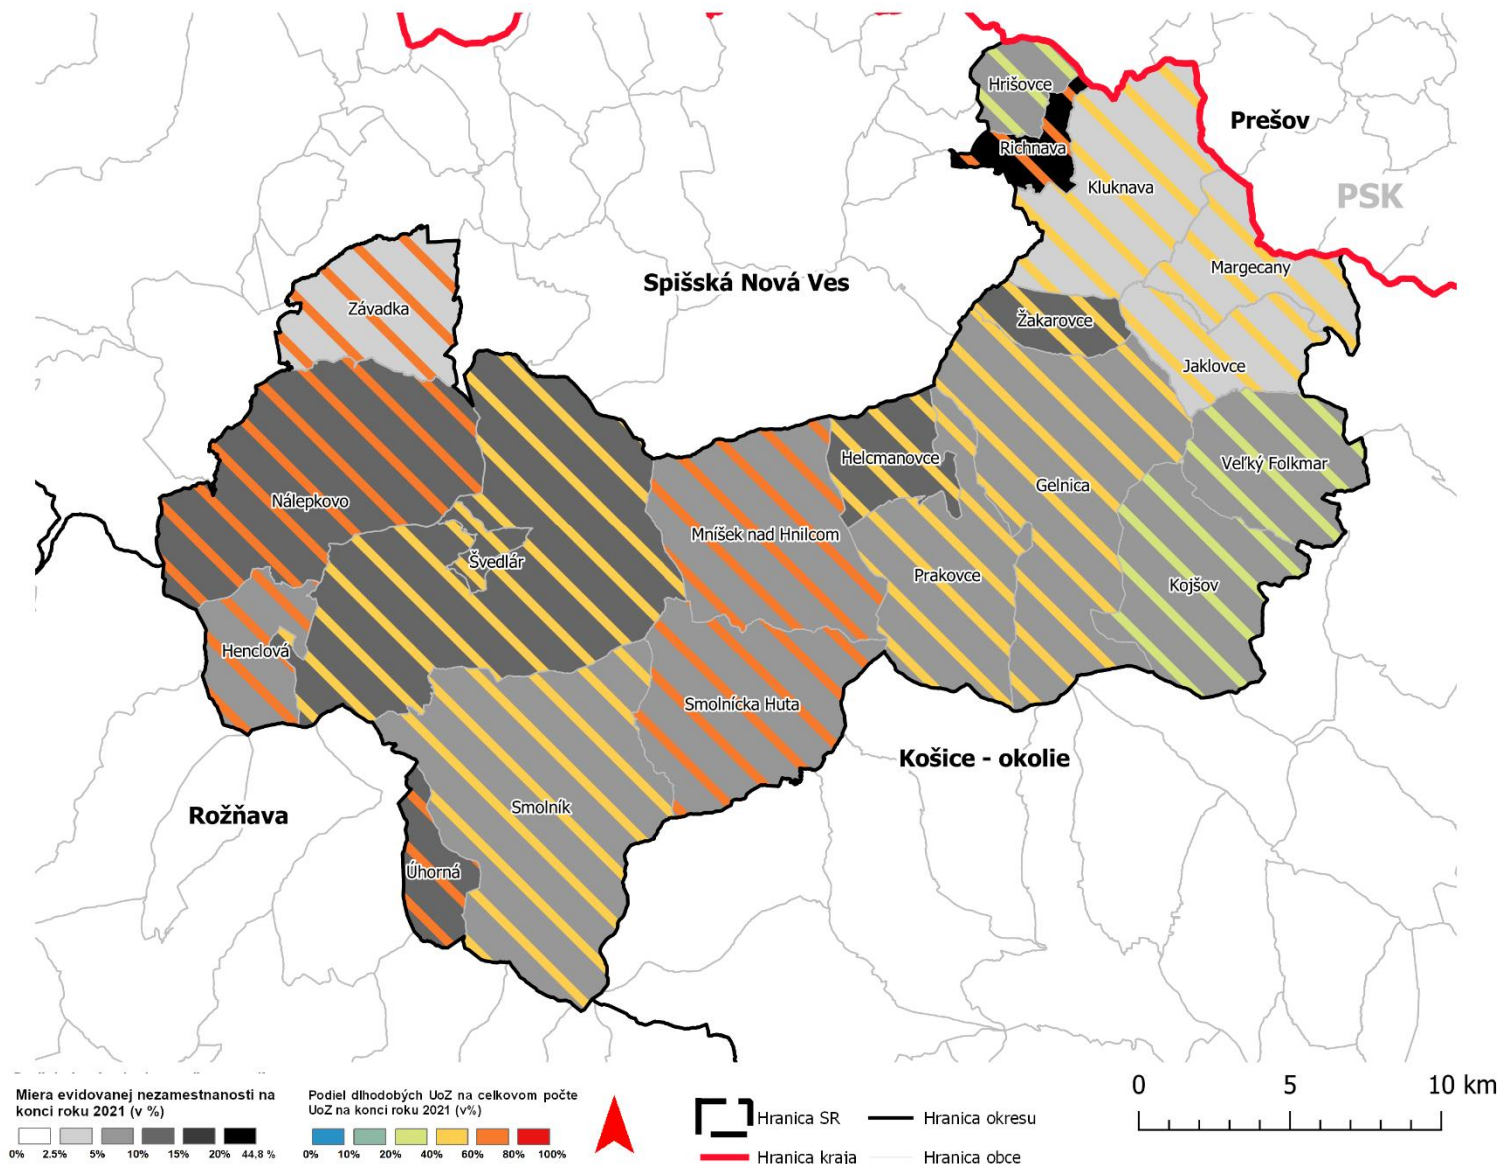 Hrišovce
Prešov
Richnava
Kluknava
PSK
Margecany
Spišská Nová Ves
Závadka
Žakarovce
Jaklovce
Helcmanovce
Veľký Folkmar
Gelnica
Nálepkovo
Mníšek nad Hnilcom
Švedlár
Prakovce
Kojšov
Henclová
Smolnícka Huta
Košice - okolie
Smolník
Rožňava
Úhorná
Miera evidovanej nezamestnanosti na
konci roku 2021 (v %)
0% 2.5% 5% 10% 15% 20% 44,8 %
Podiel dlhodobých UoZ na celkovom počte
UoZ na konci roku 2021 (v%)
0% 10% 20% 40% 60% 80% 100%
Hranica SR
Hranica okresu
Hranica kraja
Hranica obce
0 5 10 km